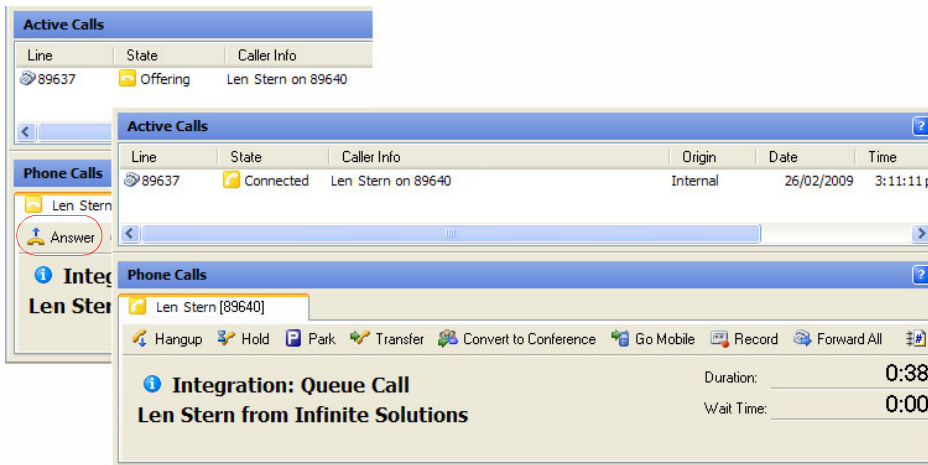 Active Calls
Line State Caller Info
89637 Offering Len Stern on 89640
Phone Calls
Len Stern
Answer
Len
Active Calls
?
Line State Caller Info Origin Date Time
89637 Connected Len Stern on 89640 Internal 26/02/2009 3:11:11
Phone Calls
?
Len Stern [89640]
Hangup Hold P Park Transfer Convert to Conference Go Mobile Record Forward All #
Integration: Queue Call
Len Stern from Infinite Solutions
Duration: 0:38
Wait Time: 0:00